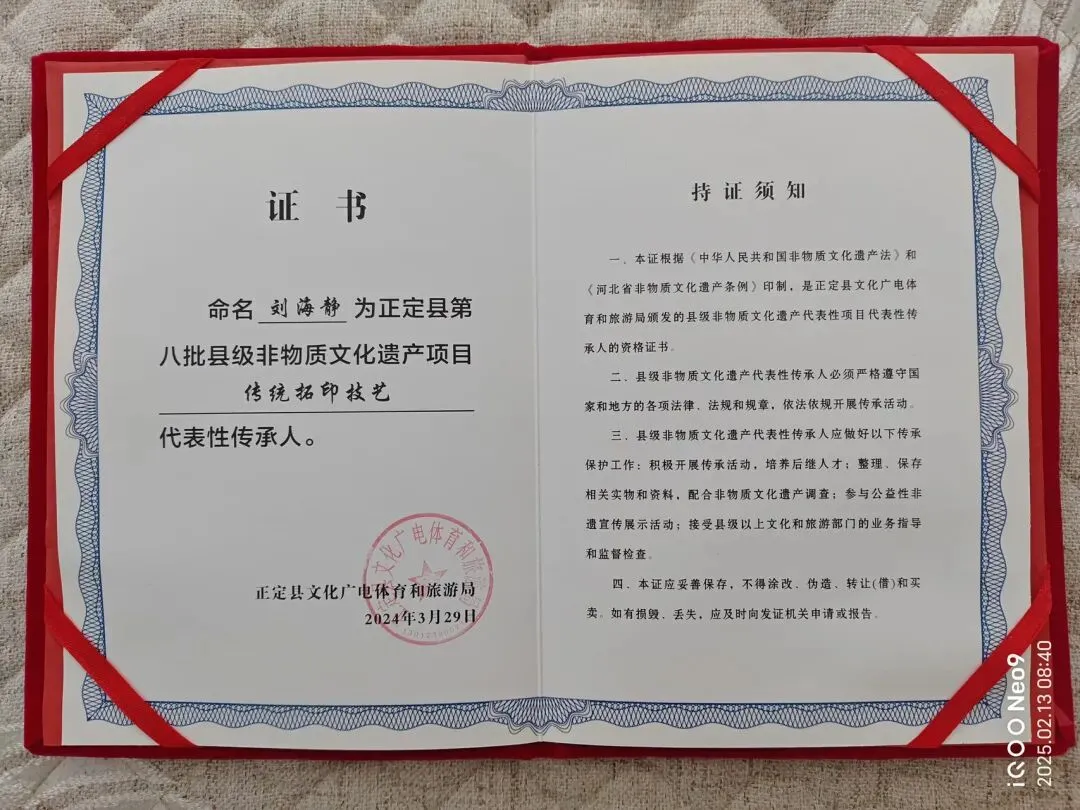 证书
命名 刘海静 为正定县第
八批县级非物质文化遗产项目
传统拓印技艺
代表性传承人。
正定县文化广电体育和旅游局
2024年3月29日
持证须知
一、本证根据《中华人民共和国非物质文化遗产法》和
《河北省非物质文化遗产条例》印制，是正定县文化广电体
育和旅游局颁发的县级非物质文化遗产代表性项目代表性传
承人的资格证书。
二、县级非物质文化遗产代表性传承人必须严格遵守国
家和地方的各项法律、法规和规章，依法依规开展传承活动。
三、县级非物质文化遗产代表性传承人应做好以下传承
保护工作：积极开展传承活动，培养后继人才；整理、保存
相关实物和资料，配合非物质文化遗产调查；参与公益性非
遗宣传展示活动；接受县级以上文化和旅游部门的业务指导
和监督检查。
四、本证应妥善保存，不得涂改、伪造、转让(借)和买
卖。如有损毁、丢失，应及时向发证机关申请或报告。
iQOO Neo9
2025.02.13 08:40